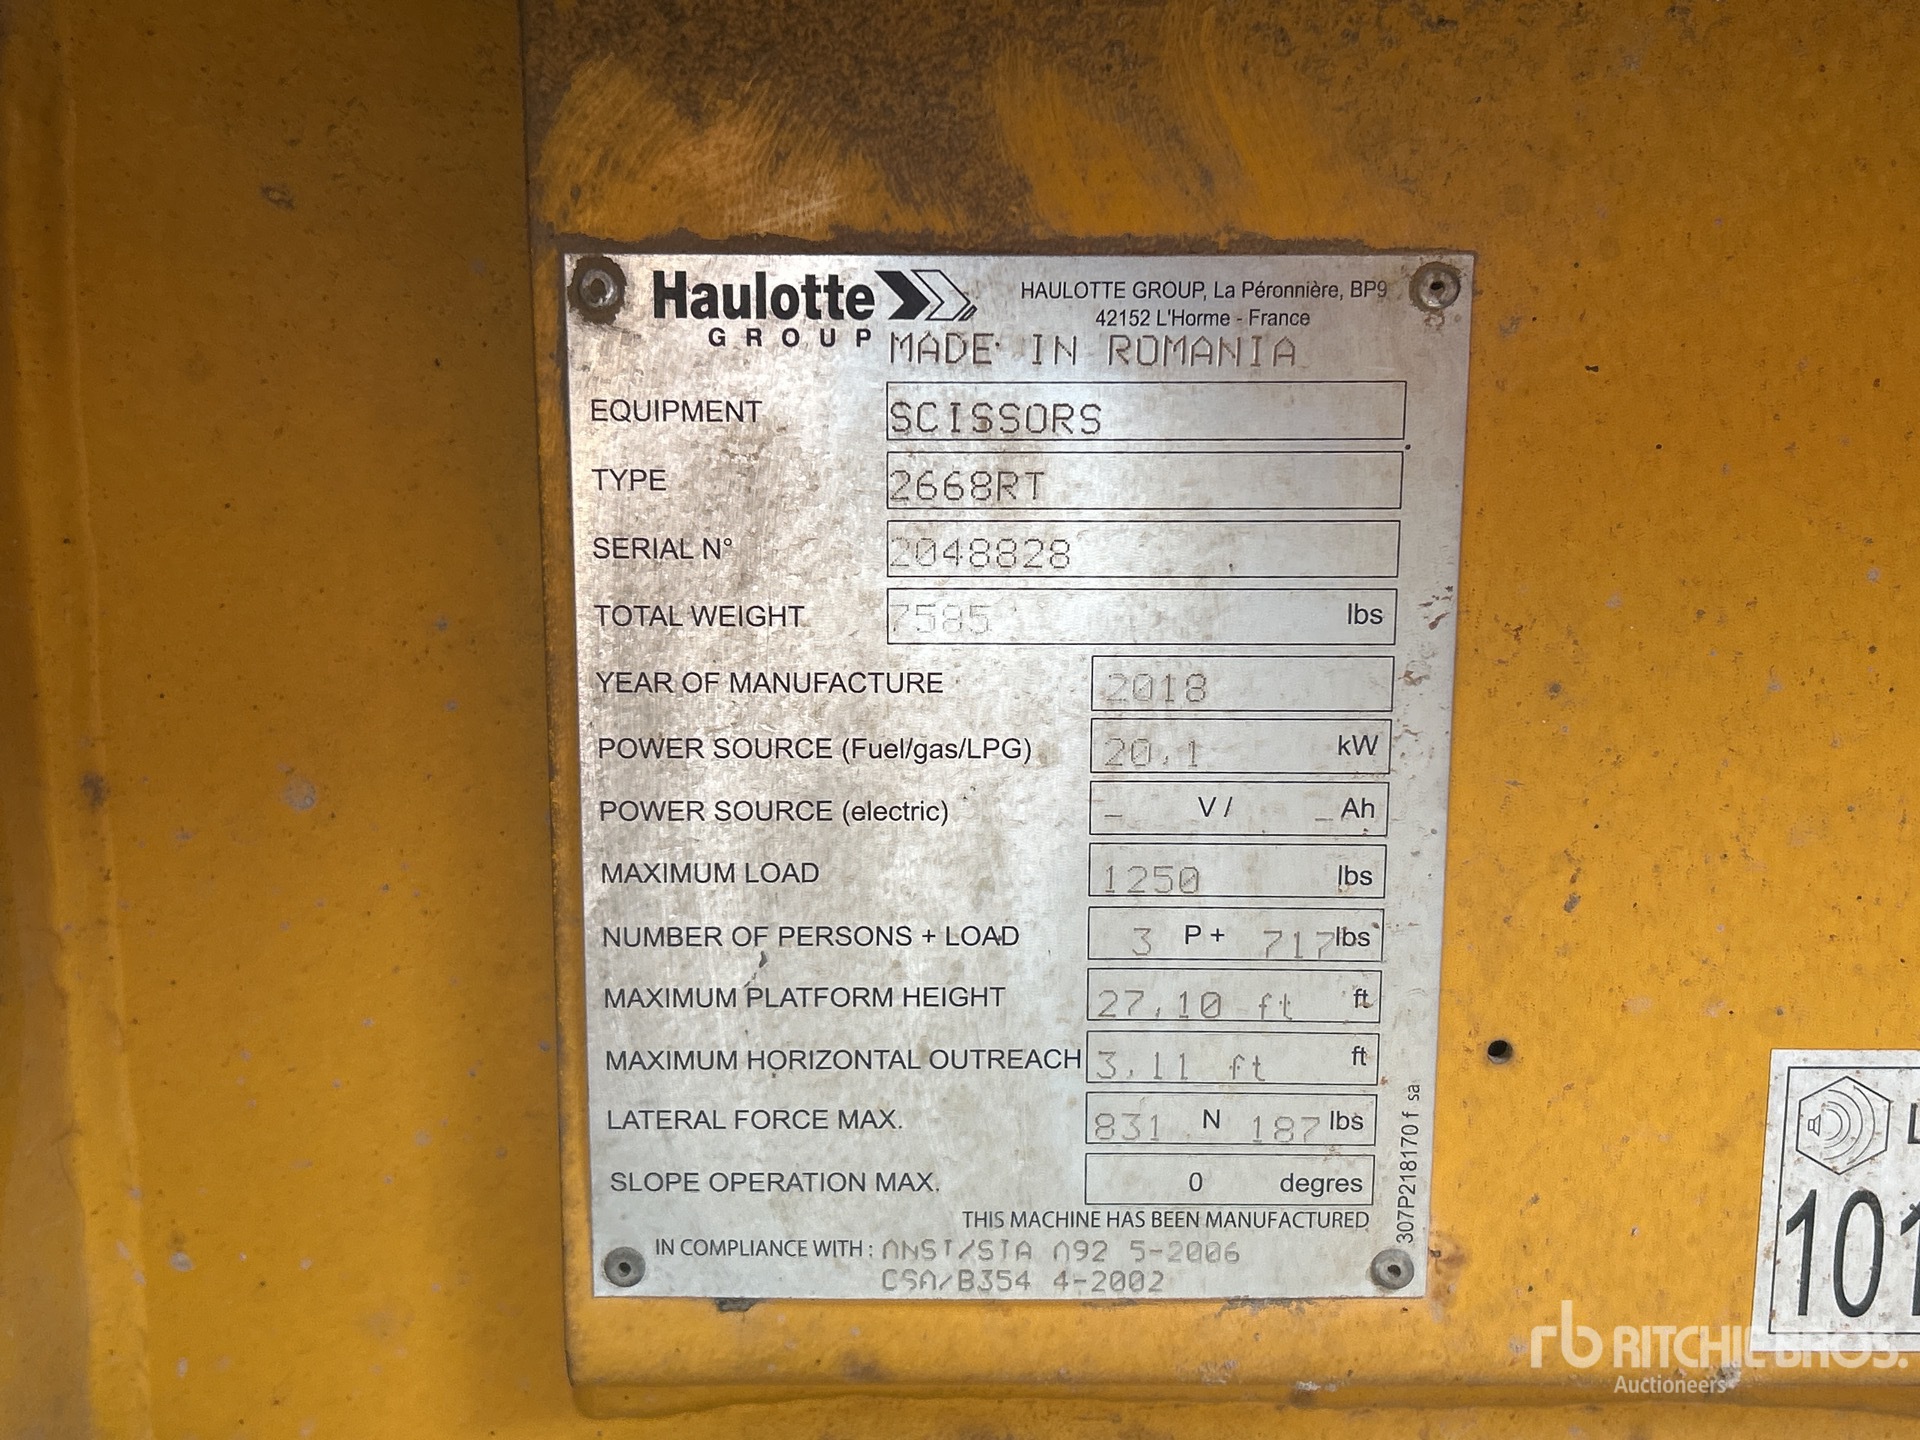 Haulotte
GROUP
HAULOTTE GROUP, La Péronnière, BP9
42152 L'Horme - France
MADE IN ROMANIA
EQUIPMENT SCISSORS
TYPE 2668RT
SERIAL N° 2048828
TOTAL WEIGHT 7585 lbs
YEAR OF MANUFACTURE 2018
POWER SOURCE (Fuel/gas/LPG) 20.1 kW
POWER SOURCE (electric) - V / - Ah
MAXIMUM LOAD 1250 lbs
NUMBER OF PERSONS + LOAD 3 P + 717 lbs
MAXIMUM PLATFORM HEIGHT 27.10 ft ft
MAXIMUM HORIZONTAL OUTREACH 3.11 ft ft
LATERAL FORCE MAX. 831 N 187 lbs
SLOPE OPERATION MAX. 0 degres
THIS MACHINE HAS BEEN MANUFACTURED
IN COMPLIANCE WITH : ANSI/SIA A92 5-2006
CSA/B354 4-2002
307P2181701 f sa
101
rb RITCHIE BROS.
Auctioneers